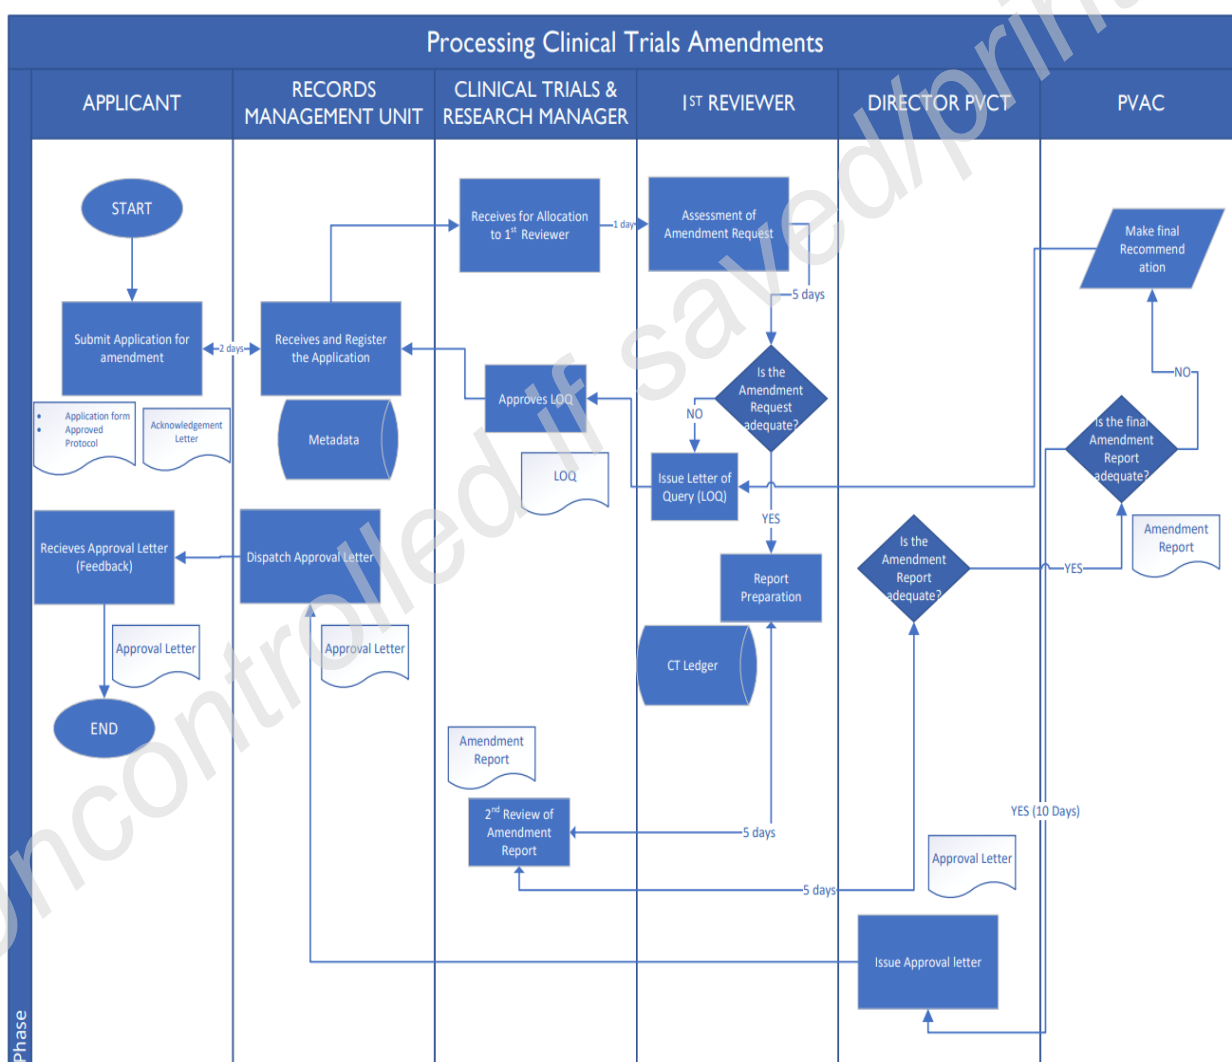 Processing Clinical Trials Amendments
APPLICANT
RECORDS
MANAGEMENT UNIT
CLINICAL TRIALS &
RESEARCH MANAGER
1ST REVIEWER
DIRECTOR PVCT
PVAC
START
Receives for Allocation
to 1st Reviewer
1 day
Assessment of
Amendment Request
Make final
Recommend
ation
5 days
Submit Application for
amendment
2 days
Receives and Register
the Application
Approves LOQ
Is the
Amendment
Request
adequate?
NO
NO
• Application form
• Approved
Protocol
Acknowledgement
Letter
Metadata
LOQ
Issue Letter of
Query (LOQ)
YES
Is the final
Amendment
Report
adequate?
Recieves Approval Letter
(Feedback)
Dispatch Approval Letter
Report
Preparation
Is the
Amendment
Report
adequate?
YES
Amendment
Report
Approval Letter
Approval Letter
CT Ledger
END
Amendment
Report
2nd Review of
Amendment
Report
5 days
YES (10 Days)
Approval Letter
5 days
Issue Approval letter
Phase
uncontrolled if saved/print